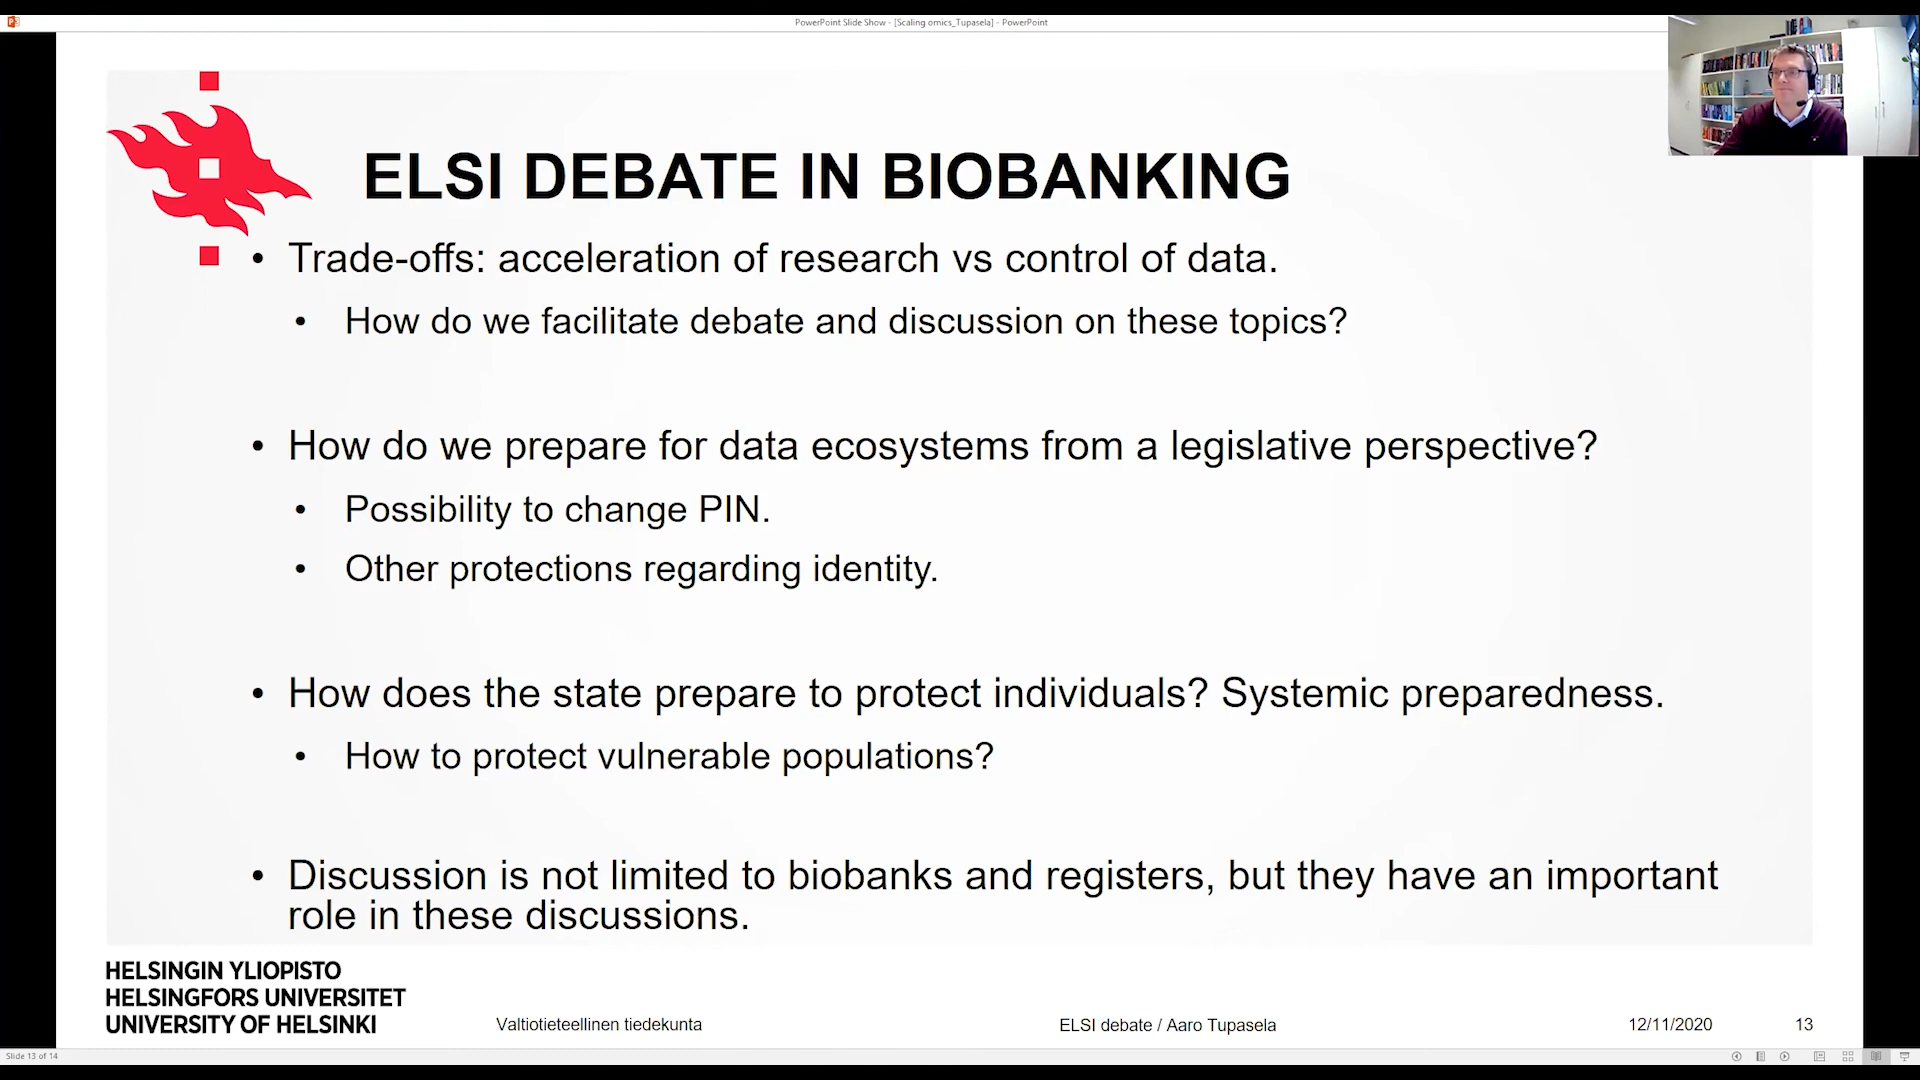 PowerPoint Slide Show - [Scaling omics_Tupasela] - PowerPoint
ELSI DEBATE IN BIOBANKING
• Trade-offs: acceleration of research vs control of data.
• How do we facilitate debate and discussion on these topics?
• How do we prepare for data ecosystems from a legislative perspective?
• Possibility to change PIN.
• Other protections regarding identity.
• How does the state prepare to protect individuals? Systemic preparedness.
• How to protect vulnerable populations?
• Discussion is not limited to biobanks and registers, but they have an important
role in these discussions.
HELSINGIN YLIOPISTO
HELSINGFORS UNIVERSITET
UNIVERSITY OF HELSINKI
Valtiotieteellinen tiedekunta
ELSI debate / Aaro Tupasela
12/11/2020
13
Slide 13 of 14